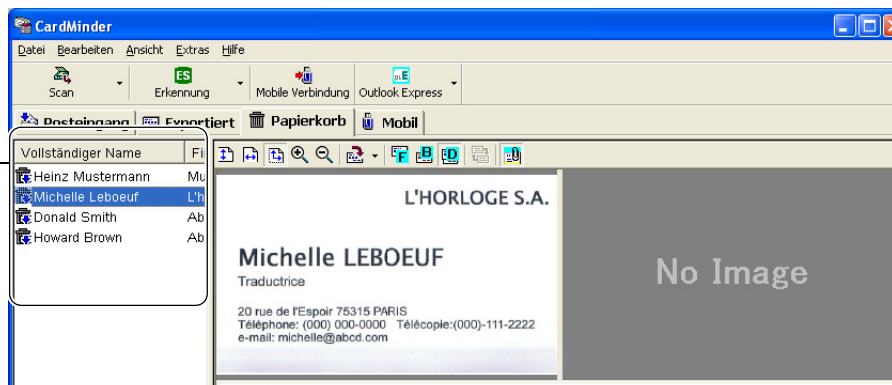 CardMinder
Datei Bearbeiten Ansicht Extras Hilfe
Scan Erkennung Mobile Verbindung Outlook Express
Posteingang Exportiert Papierkorb Mobil
Vollständiger Name Fi
Heinz Mustermann Mu
Michelle Leboeuf L'h
Donald Smith Ab
Howard Brown Ab
L'HORLOGE S.A.
Michelle LEBOEUF
Traductrice
20 rue de l'Espoir 75315 PARIS
Téléphone: (000) 000-0000 Télécopie:(000)-111-2222
e-mail: michelle@abcd.com
No Image